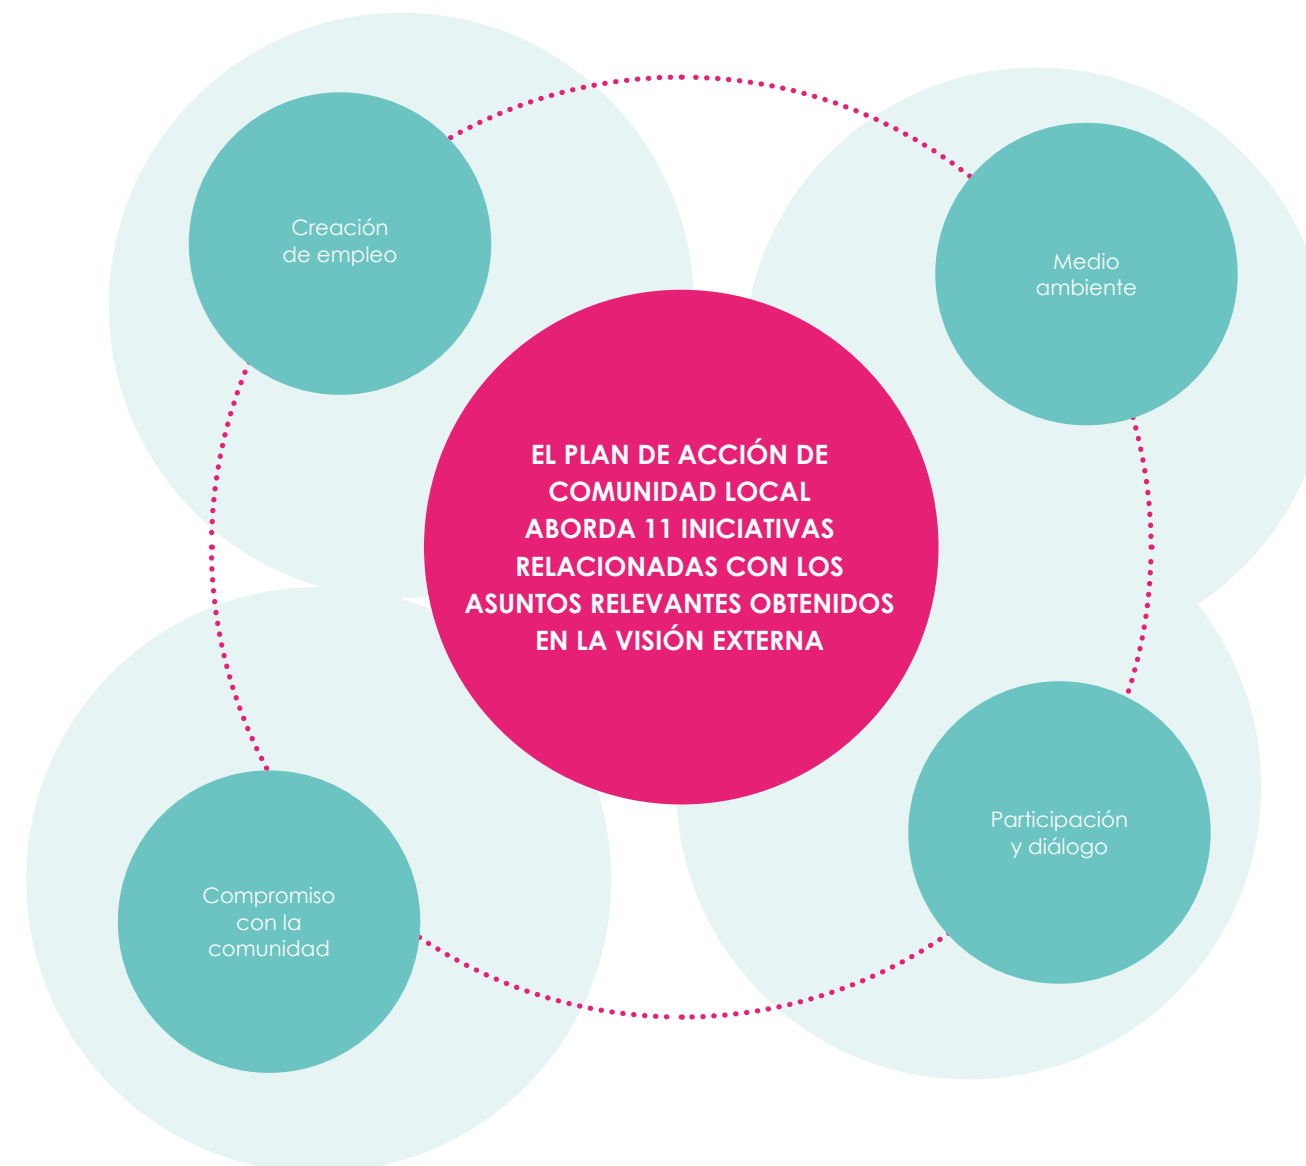 Creación
de empleo
Medio
ambiente
EL PLAN DE ACCIÓN DE
COMUNIDAD LOCAL
ABORDA 11 INICIATIVAS
RELACIONADAS CON LOS
ASUNTOS RELEVANTES OBTENIDOS
EN LA VISIÓN EXTERNA
Participación
y diálogo
Compromiso
con la
comunidad